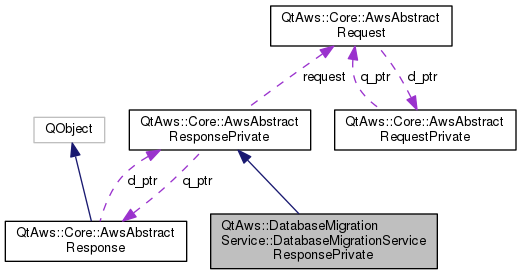 QtAws::Core::AwsAbstract
Request
request
q_ptr
d_ptr
QObject
QtAws::Core::AwsAbstract
ResponsePrivate
QtAws::Core::AwsAbstract
RequestPrivate
d_ptr
q_ptr
QtAws::Core::AwsAbstract
Response
QtAws::DatabaseMigration
Service::DatabaseMigrationService
ResponsePrivate